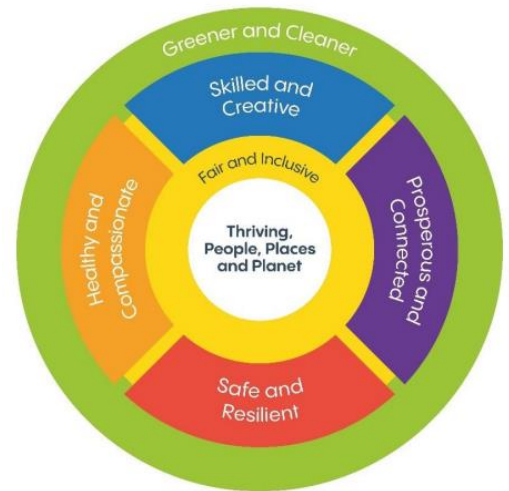 Greener and Cleaner
Skilled and
Creative
Fair and Inclusive
Healthy and
Compassionate
Thriving,
People, Places
and Planet
Prosperous and
Connected
Safe and
Resilient